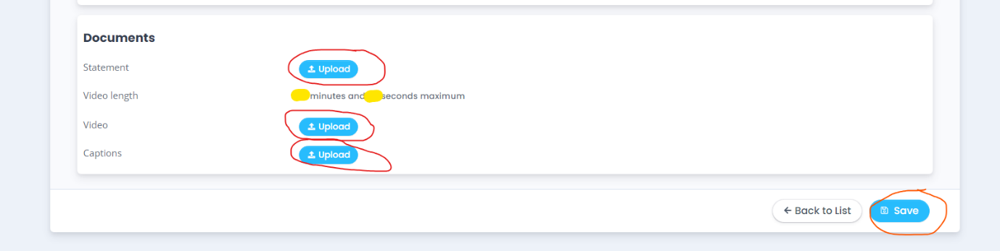 Documents
Statement Upload
Video length minutes and seconds maximum
Video Upload
Captions Upload
Back to List Save